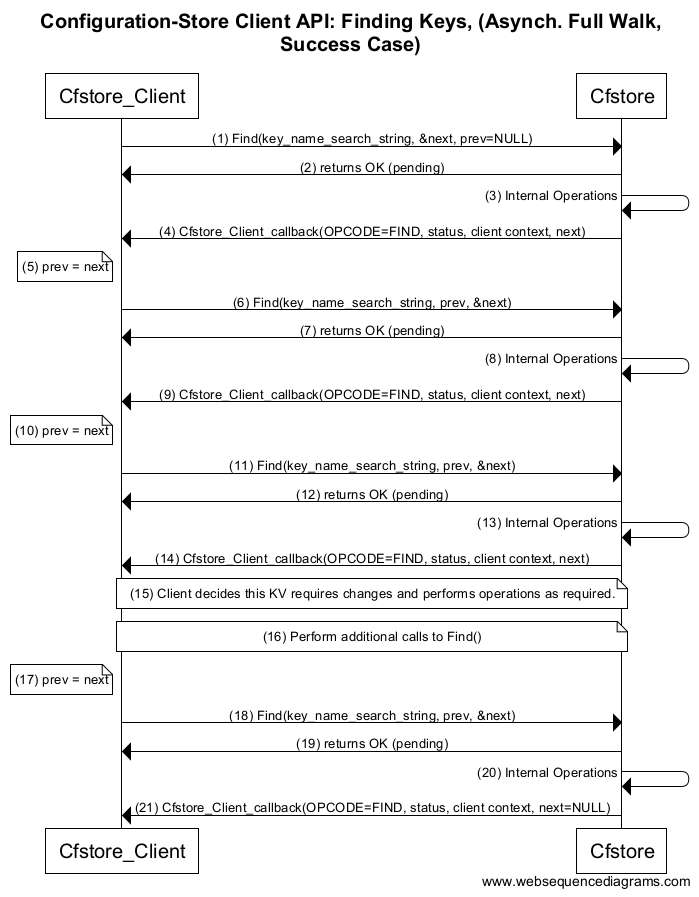 Configuration-Store Client API: Finding Keys, (Asynch. Full Walk,
Success Case)
Cfstore_Client
Cfstore
(1) Find(key_name_search_string, &next, prev=NULL)
(2) returns OK (pending)
(3) Internal Operations
(4) Cfstore_Client_callback(OPCODE=FIND, status, client context, next)
(5) prev = next
(6) Find(key_name_search_string, prev, &next)
(7) returns OK (pending)
(8) Internal Operations
(9) Cfstore_Client_callback(OPCODE=FIND, status, client context, next)
(10) prev = next
(11) Find(key_name_search_string, prev, &next)
(12) returns OK (pending)
(13) Internal Operations
(14) Cfstore_Client_callback(OPCODE=FIND, status, client context, next)
(15) Client decides this KV requires changes and performs operations as required.
(16) Perform additional calls to Find()
(17) prev = next
(18) Find(key_name_search_string, prev, &next)
(19) returns OK (pending)
(20) Internal Operations
(21) Cfstore_Client_callback(OPCODE=FIND, status, client context, next=NULL)
Cfstore_Client
Cfstore
www.websequencediagrams.com